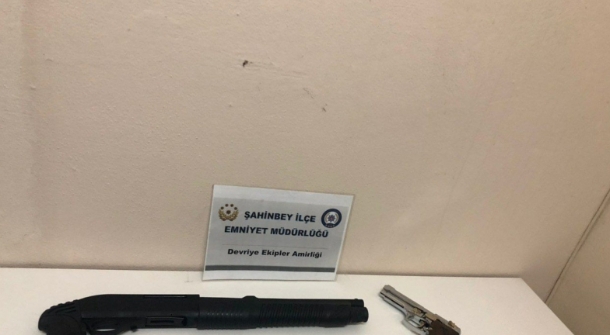 ŞAHİNBEY İLÇE
EMNİYET MÜDÜRLÜĞÜ
Devriye Ekipler Amirliği